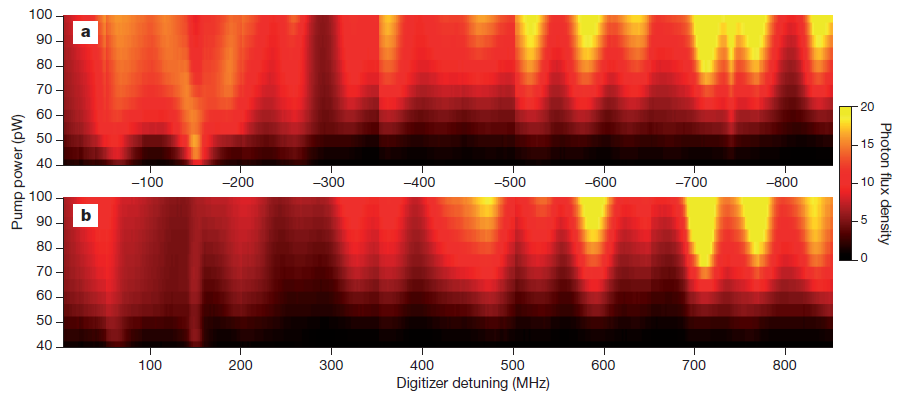 100
90
80
70
60
50
40
a
–100 –200 –300 –400 –500 –600 –700 –800
Pump power (pW)
100
90
80
70
60
50
40
b
100 200 300 400 500 600 700 800
Digitizer detuning (MHz)
20
15
10
5
0
Photon flux density